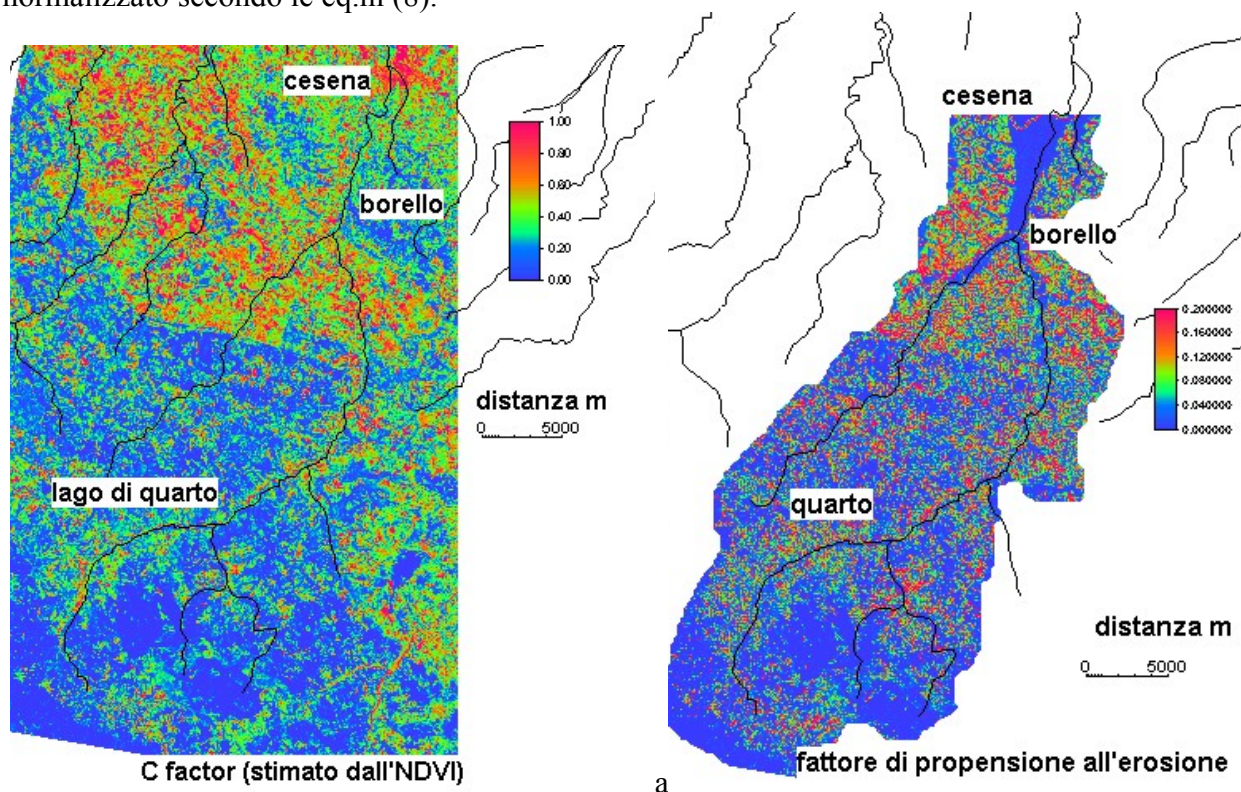 normalizzato secondo le eq.ni (8).
cesena
1.00
0.80
0.60
0.40
0.20
0.00
borello
distanza m
0 5000
lago di quarto
C factor (stimato dall'NDVI)
a
cesena
borello
0.200000
0.160000
0.120000
0.080000
0.040000
0.000000
quarto
distanza m
0 5000
fattore di propensione all'erosione